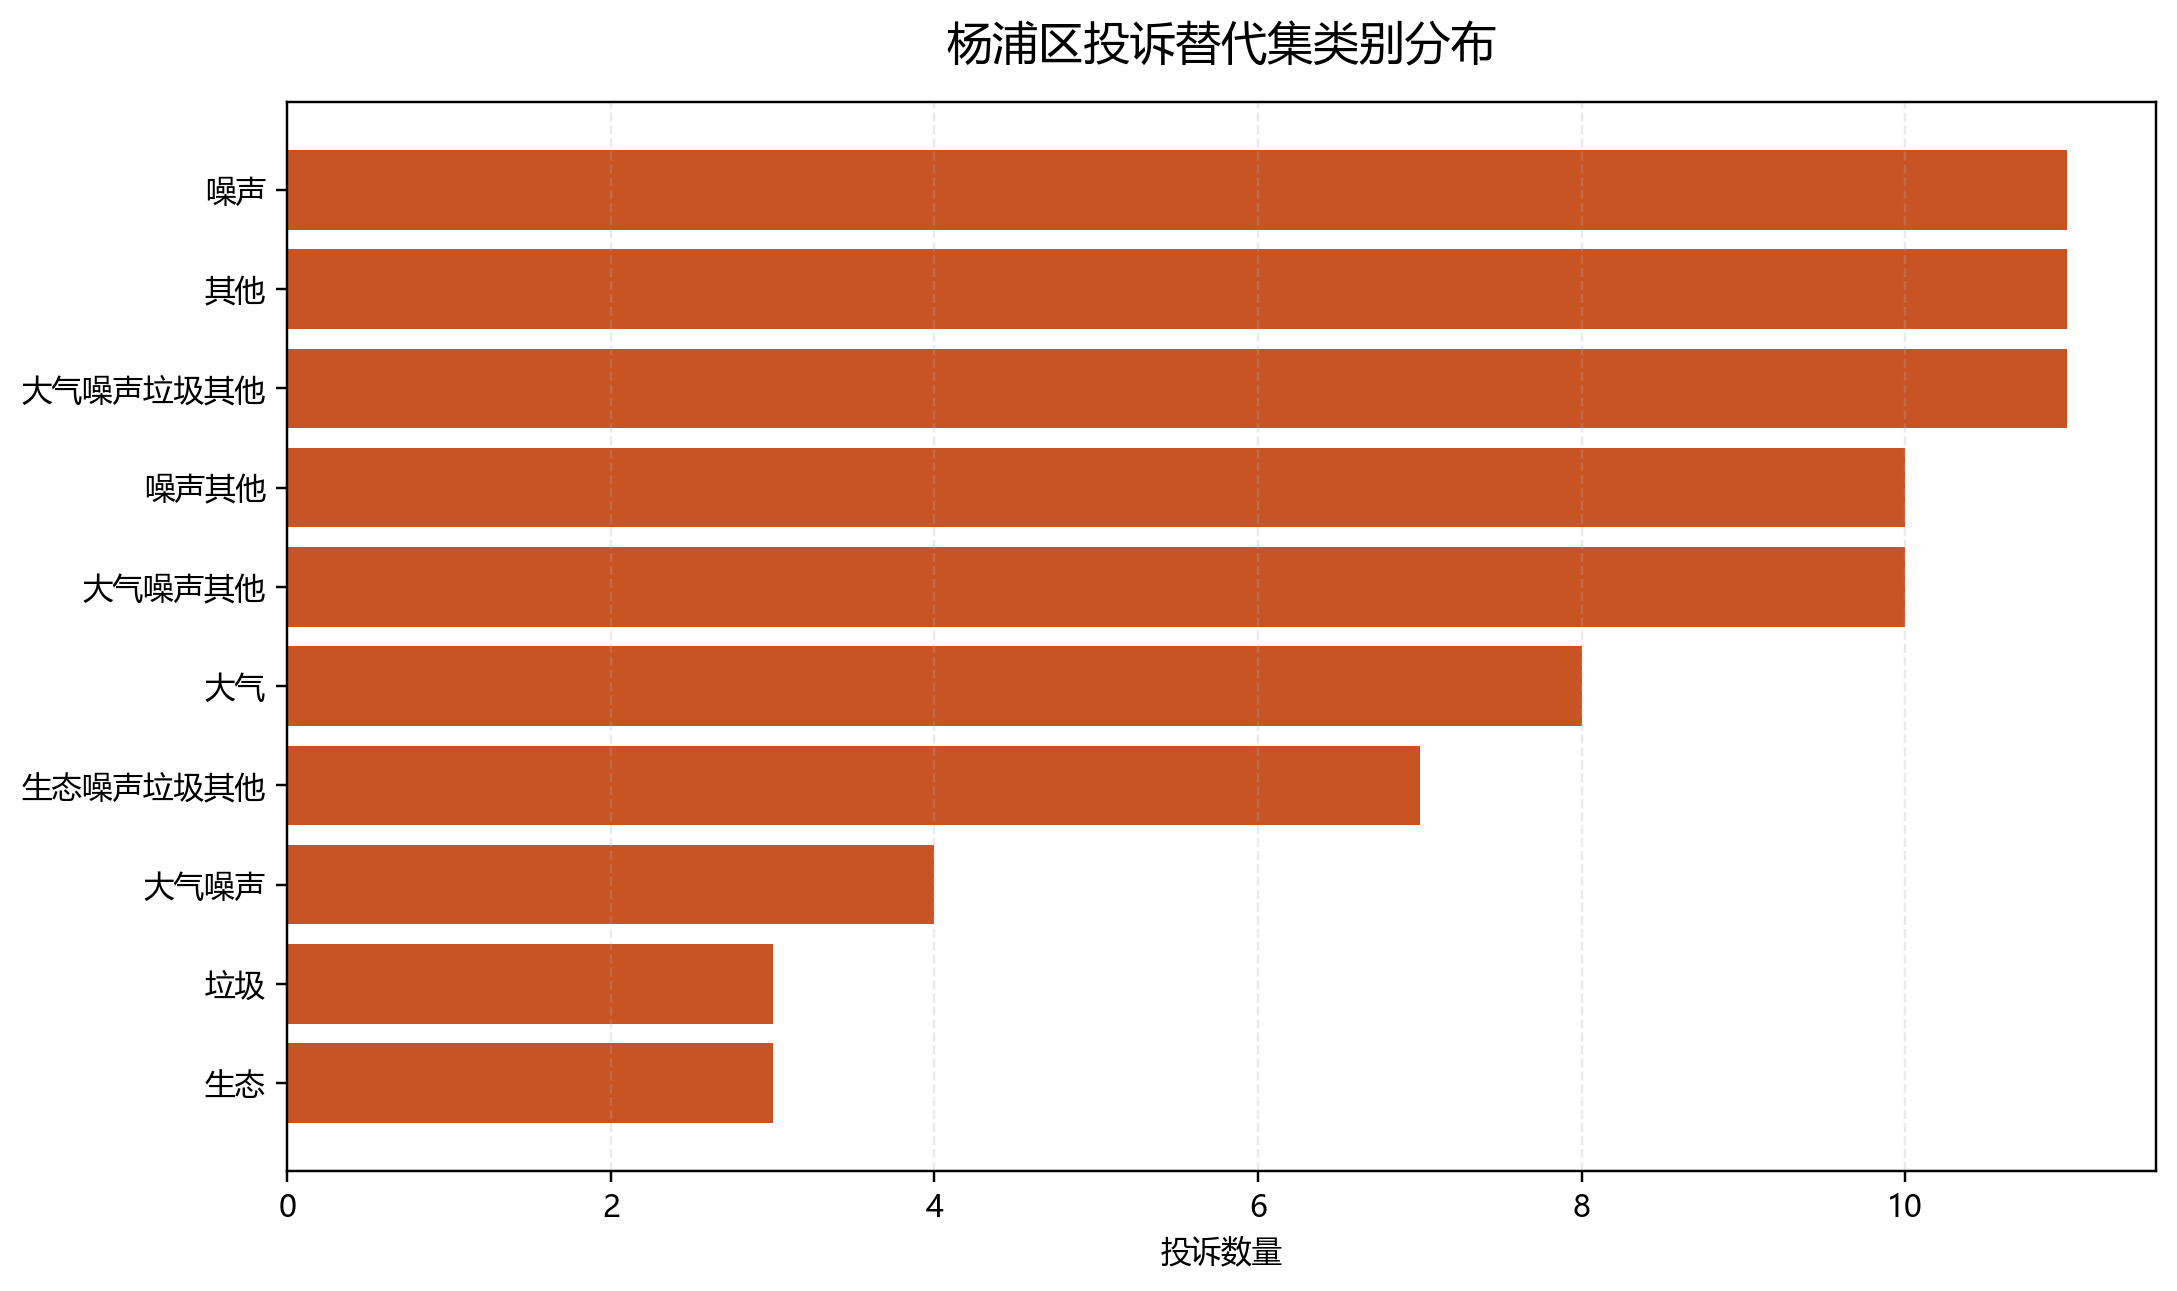 杨浦区投诉替代集类别分布
噪声
其他
大气噪声垃圾其他
噪声其他
大气噪声其他
大气
生态噪声垃圾其他
大气噪声
垃圾
生态
0 2 4 6 8 10
投诉数量